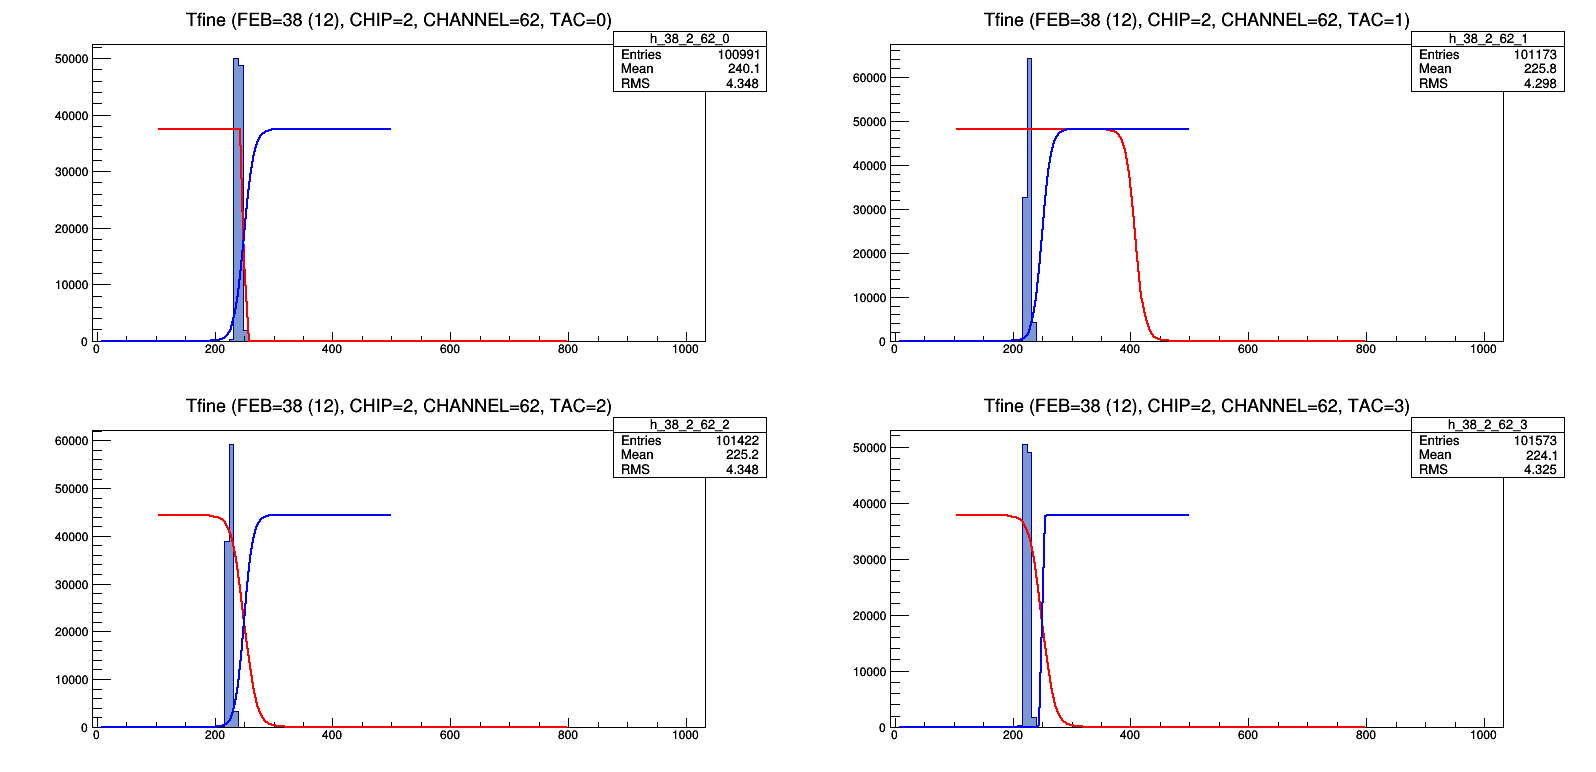 Tfine (FEB=38 (12), CHIP=2, CHANNEL=62, TAC=0)
h_38_2_62_0
Entries 100991
Mean 240.1
RMS 4.348
50000
40000
30000
20000
10000
0
0 200 400 600 800 1000
Tfine (FEB=38 (12), CHIP=2, CHANNEL=62, TAC=1)
h_38_2_62_1
Entries 101173
Mean 225.8
RMS 4.298
60000
50000
40000
30000
20000
10000
0
0 200 400 600 800 1000
Tfine (FEB=38 (12), CHIP=2, CHANNEL=62, TAC=2)
h_38_2_62_2
Entries 101422
Mean 225.2
RMS 4.348
60000
50000
40000
30000
20000
10000
0
0 200 400 600 800 1000
Tfine (FEB=38 (12), CHIP=2, CHANNEL=62, TAC=3)
h_38_2_62_3
Entries 101573
Mean 224.1
RMS 4.325
50000
40000
30000
20000
10000
0
0 200 400 600 800 1000